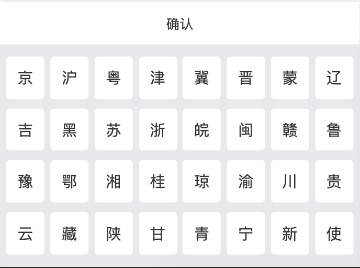 确认
京 沪 粤 津 冀 晋 蒙 辽
吉 黑 苏 浙 皖 闽 赣 鲁
豫 鄂 湘 桂 琼 渝 川 贵
云 藏 陕 甘 青 宁 新 使